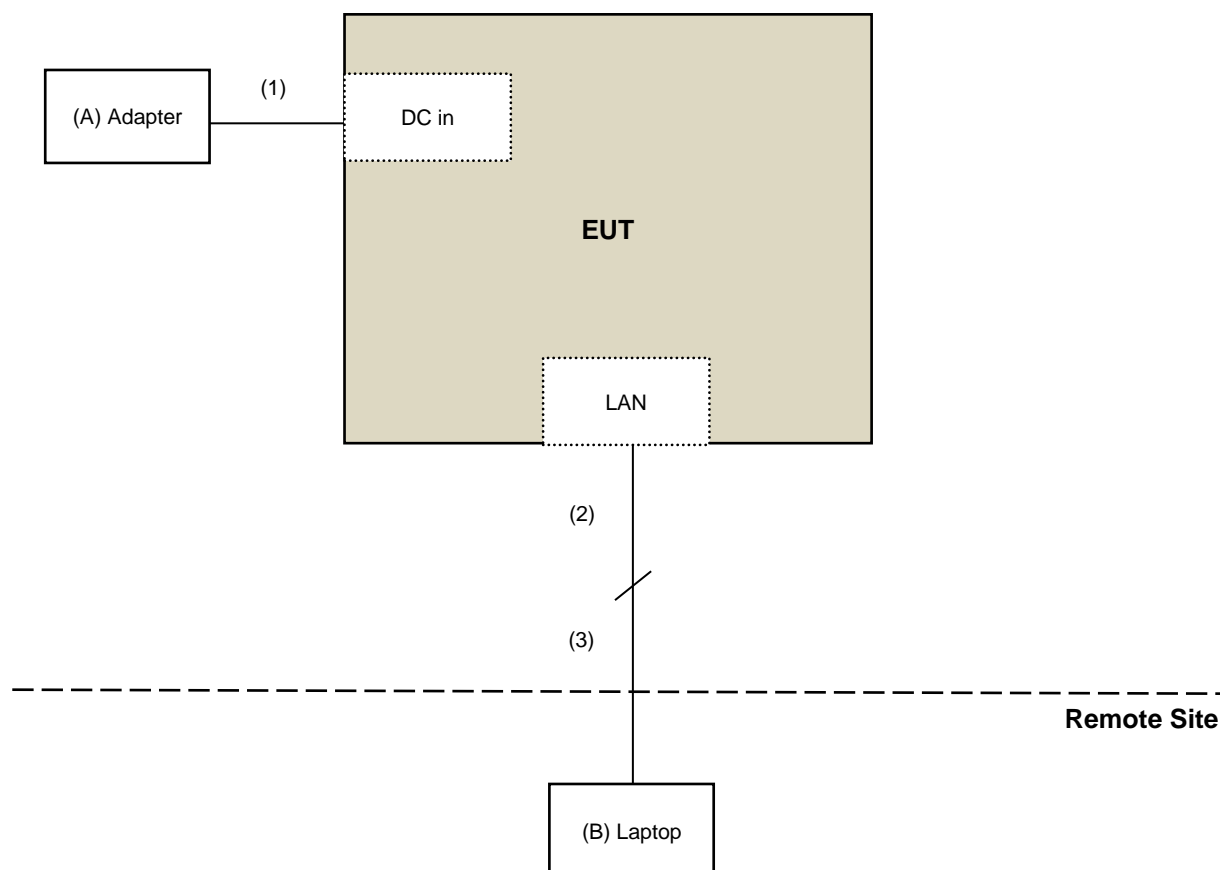 (1)
(A) Adapter
DC in
EUT
LAN
(2)
(3)
Remote Site
(B) Laptop